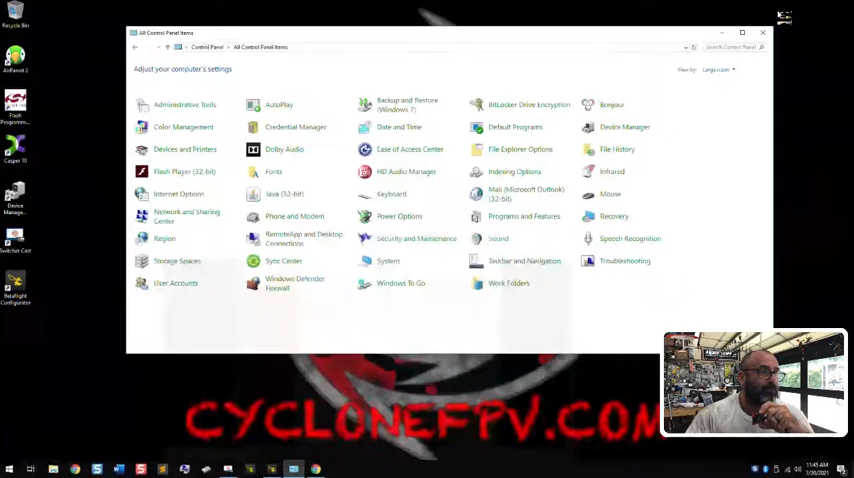 Recycle Bin
AirParrot 2
Flash
Programm...
Casper 10
Device
Manag...
Switcher Cast
Betaflight
Configurator
All Control Panel Items
Control Panel
All Control Panel Items
Search Control Panel
Adjust your computer's settings
View by:
Large icons
Administrative Tools
AutoPlay
Backup and Restore
(Windows 7)
BitLocker Drive Encryption
Bonjour
Color Management
Credential Manager
Date and Time
Default Programs
Device Manager
Devices and Printers
Dolby Audio
Ease of Access Center
File Explorer Options
File History
Flash Player (32-bit)
Fonts
HD Audio Manager
Indexing Options
Infrared
Internet Options
Java (32-bit)
Keyboard
Mail (Microsoft Outlook)
(32-bit)
Mouse
Network and Sharing
Center
Phone and Modem
Power Options
Programs and Features
Recovery
Region
RemoteApp and Desktop
Connections
Security and Maintenance
Sound
Speech Recognition
Storage Spaces
Sync Center
System
Taskbar and Navigation
Troubleshooting
User Accounts
Windows Defender
Firewall
Windows To Go
Work Folders
CYCLONEFPV.COM
11:45 AM
7/20/2021